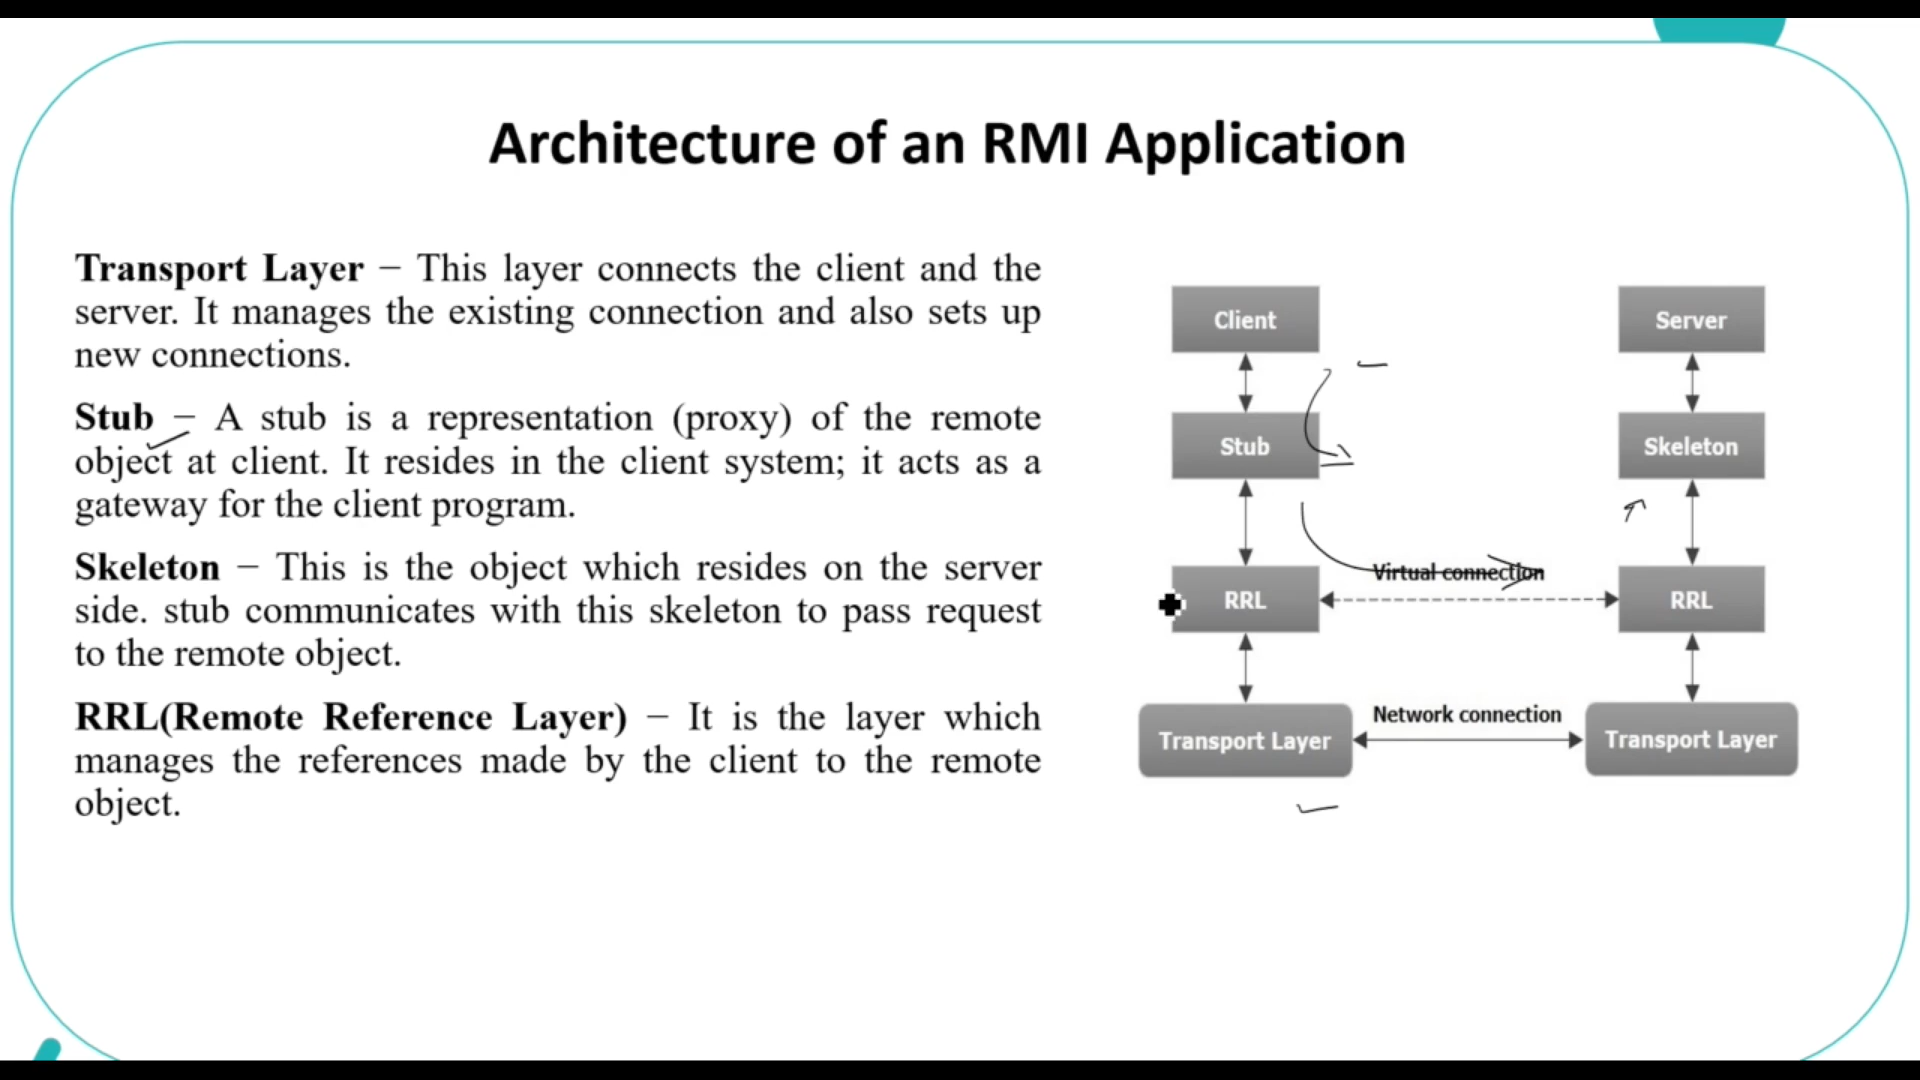 Architecture of an RMI Application
Transport Layer – This layer connects the client and the
server. It manages the existing connection and also sets up
new connections.
Stub – A stub is a representation (proxy) of the remote
object at client. It resides in the client system; it acts as a
gateway for the client program.
Skeleton – This is the object which resides on the server
side. stub communicates with this skeleton to pass request
to the remote object.
RRL(Remote Reference Layer) – It is the layer which
manages the references made by the client to the remote
object.
Client
Server
Stub
Skeleton
Virtual connection
RRL
RRL
Network connection
Transport Layer
Transport Layer